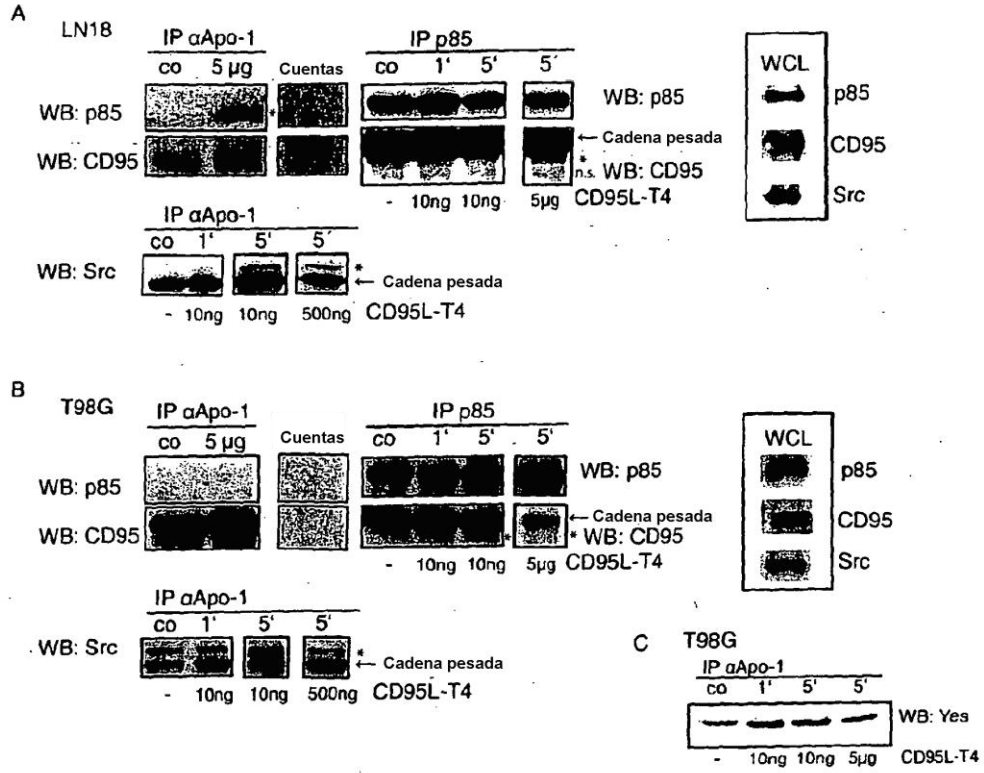 A
LN18
IP αApo-1
co 5 µg Cuentas
WB: p85 *
WB: CD95
IP p85
co 1' 5' 5´
WB: p85
← Cadena pesada
*
n.s. WB: CD95
- 10ng 10ng 5µg CD95L-T4
WCL
p85
CD95
Src
IP αApo-1
co 1' 5' 5´
WB: Src *
← Cadena pesada
- 10ng 10ng 500ng CD95L-T4
B
T98G
IP αApo-1
co 5 µg Cuentas
WB: p85
WB: CD95
IP p85
co 1' 5' 5'
WB: p85
← Cadena pesada
* * WB: CD95
- 10ng 10ng 5µg CD95L-T4
WCL
p85
CD95
Src
IP αApo-1
co 1' 5' 5'
WB: Src *
← Cadena pesada
- 10ng 10ng 500ng CD95L-T4
C T98G
IP αApo-1
co 1' 5' 5'
WB: Yes
- 10ng 10ng 5µg CD95L-T4